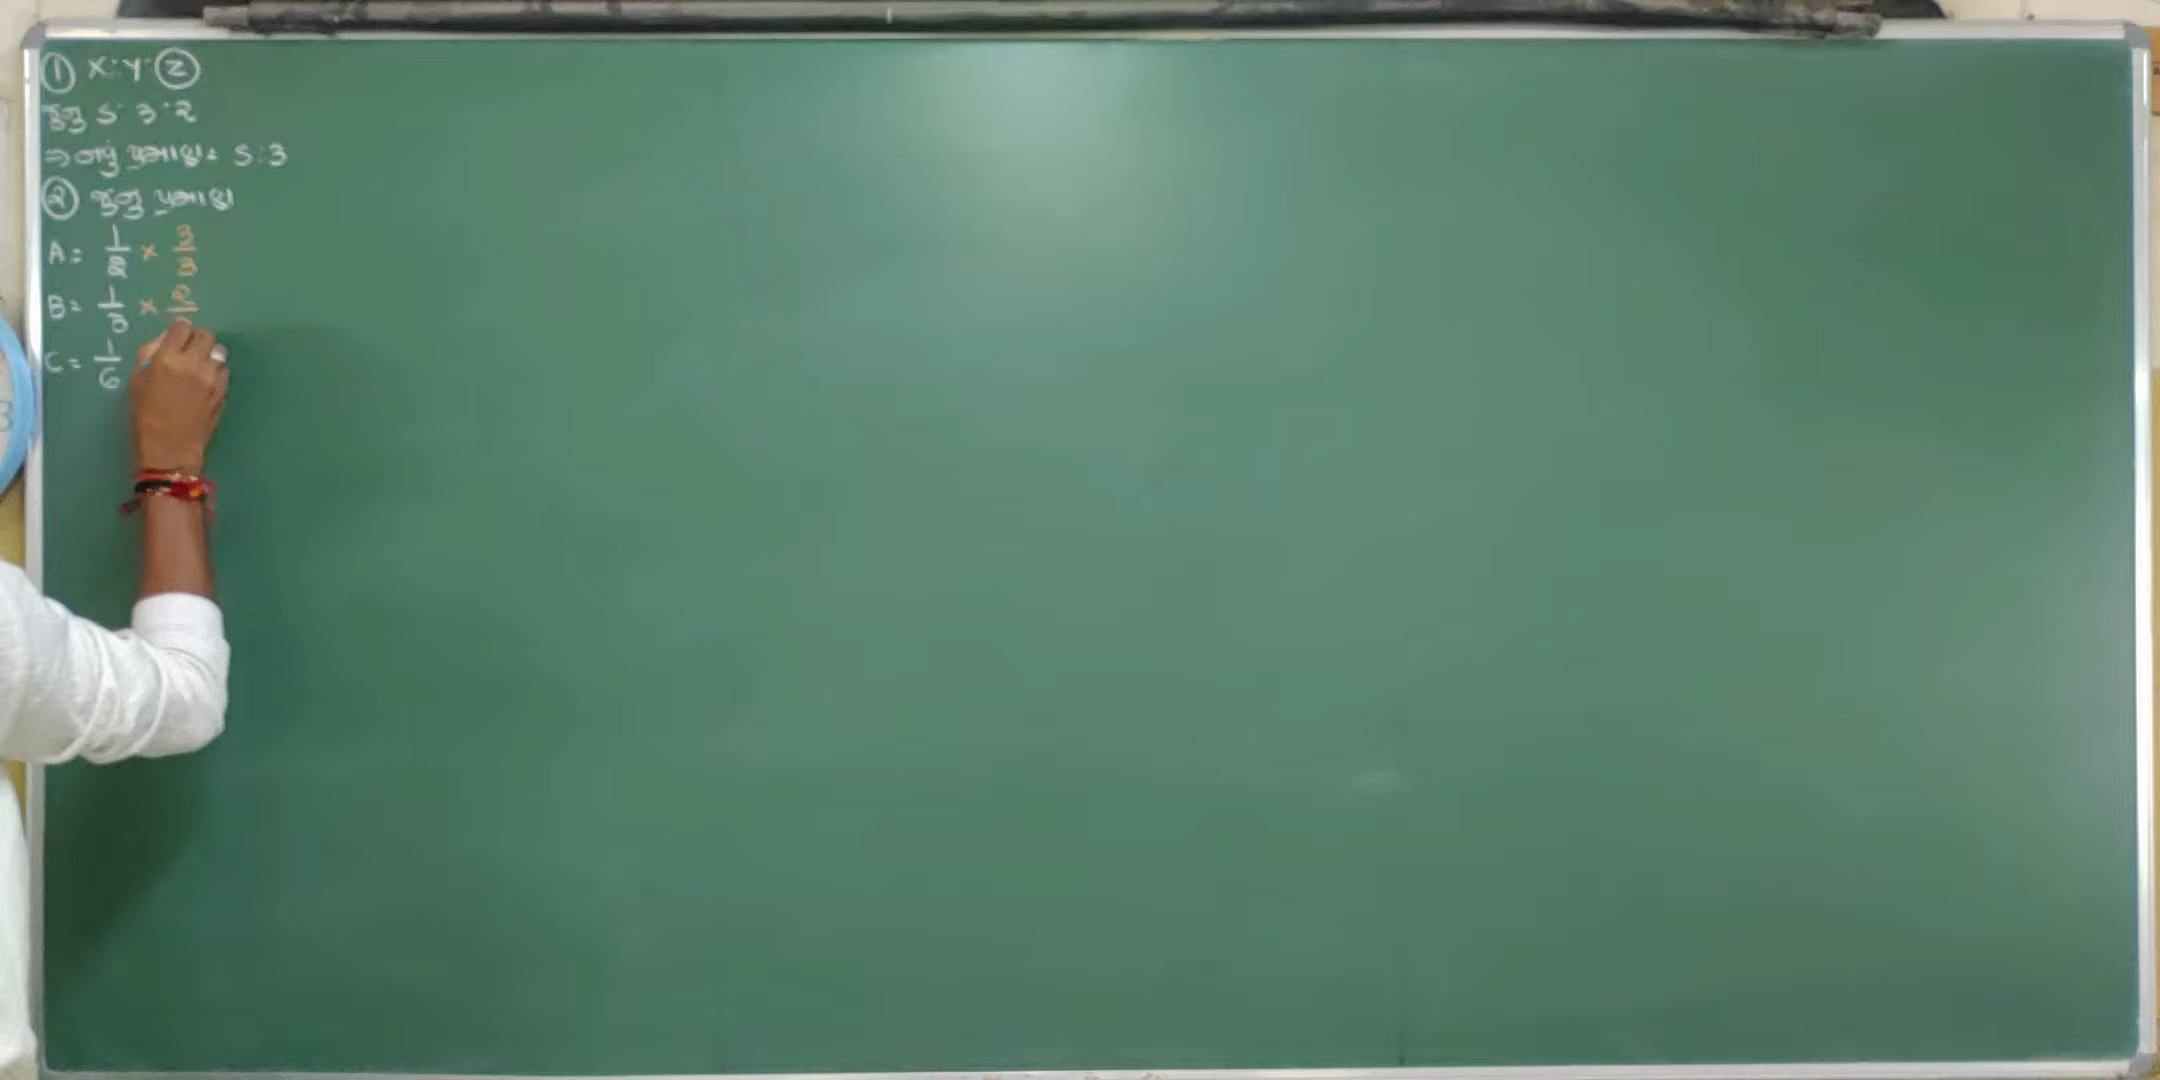 ① X:Y:Z
જુનુ 5:3:2
⇒ નવું પ્રમાણ = 5:3
② જુનુ પ્રમાણ
A = 1/2 × 3/3
B = 1/3 × 2/
C = 1/6